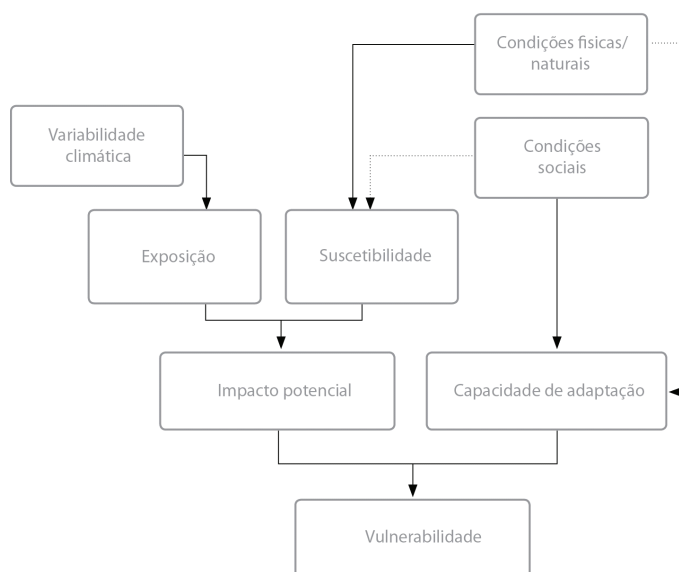 Condições fisicas/
naturais
Variabilidade
climática
Condições
sociais
Exposição
Suscetibilidade
Impacto potencial
Capacidade de adaptação
Vulnerabilidade